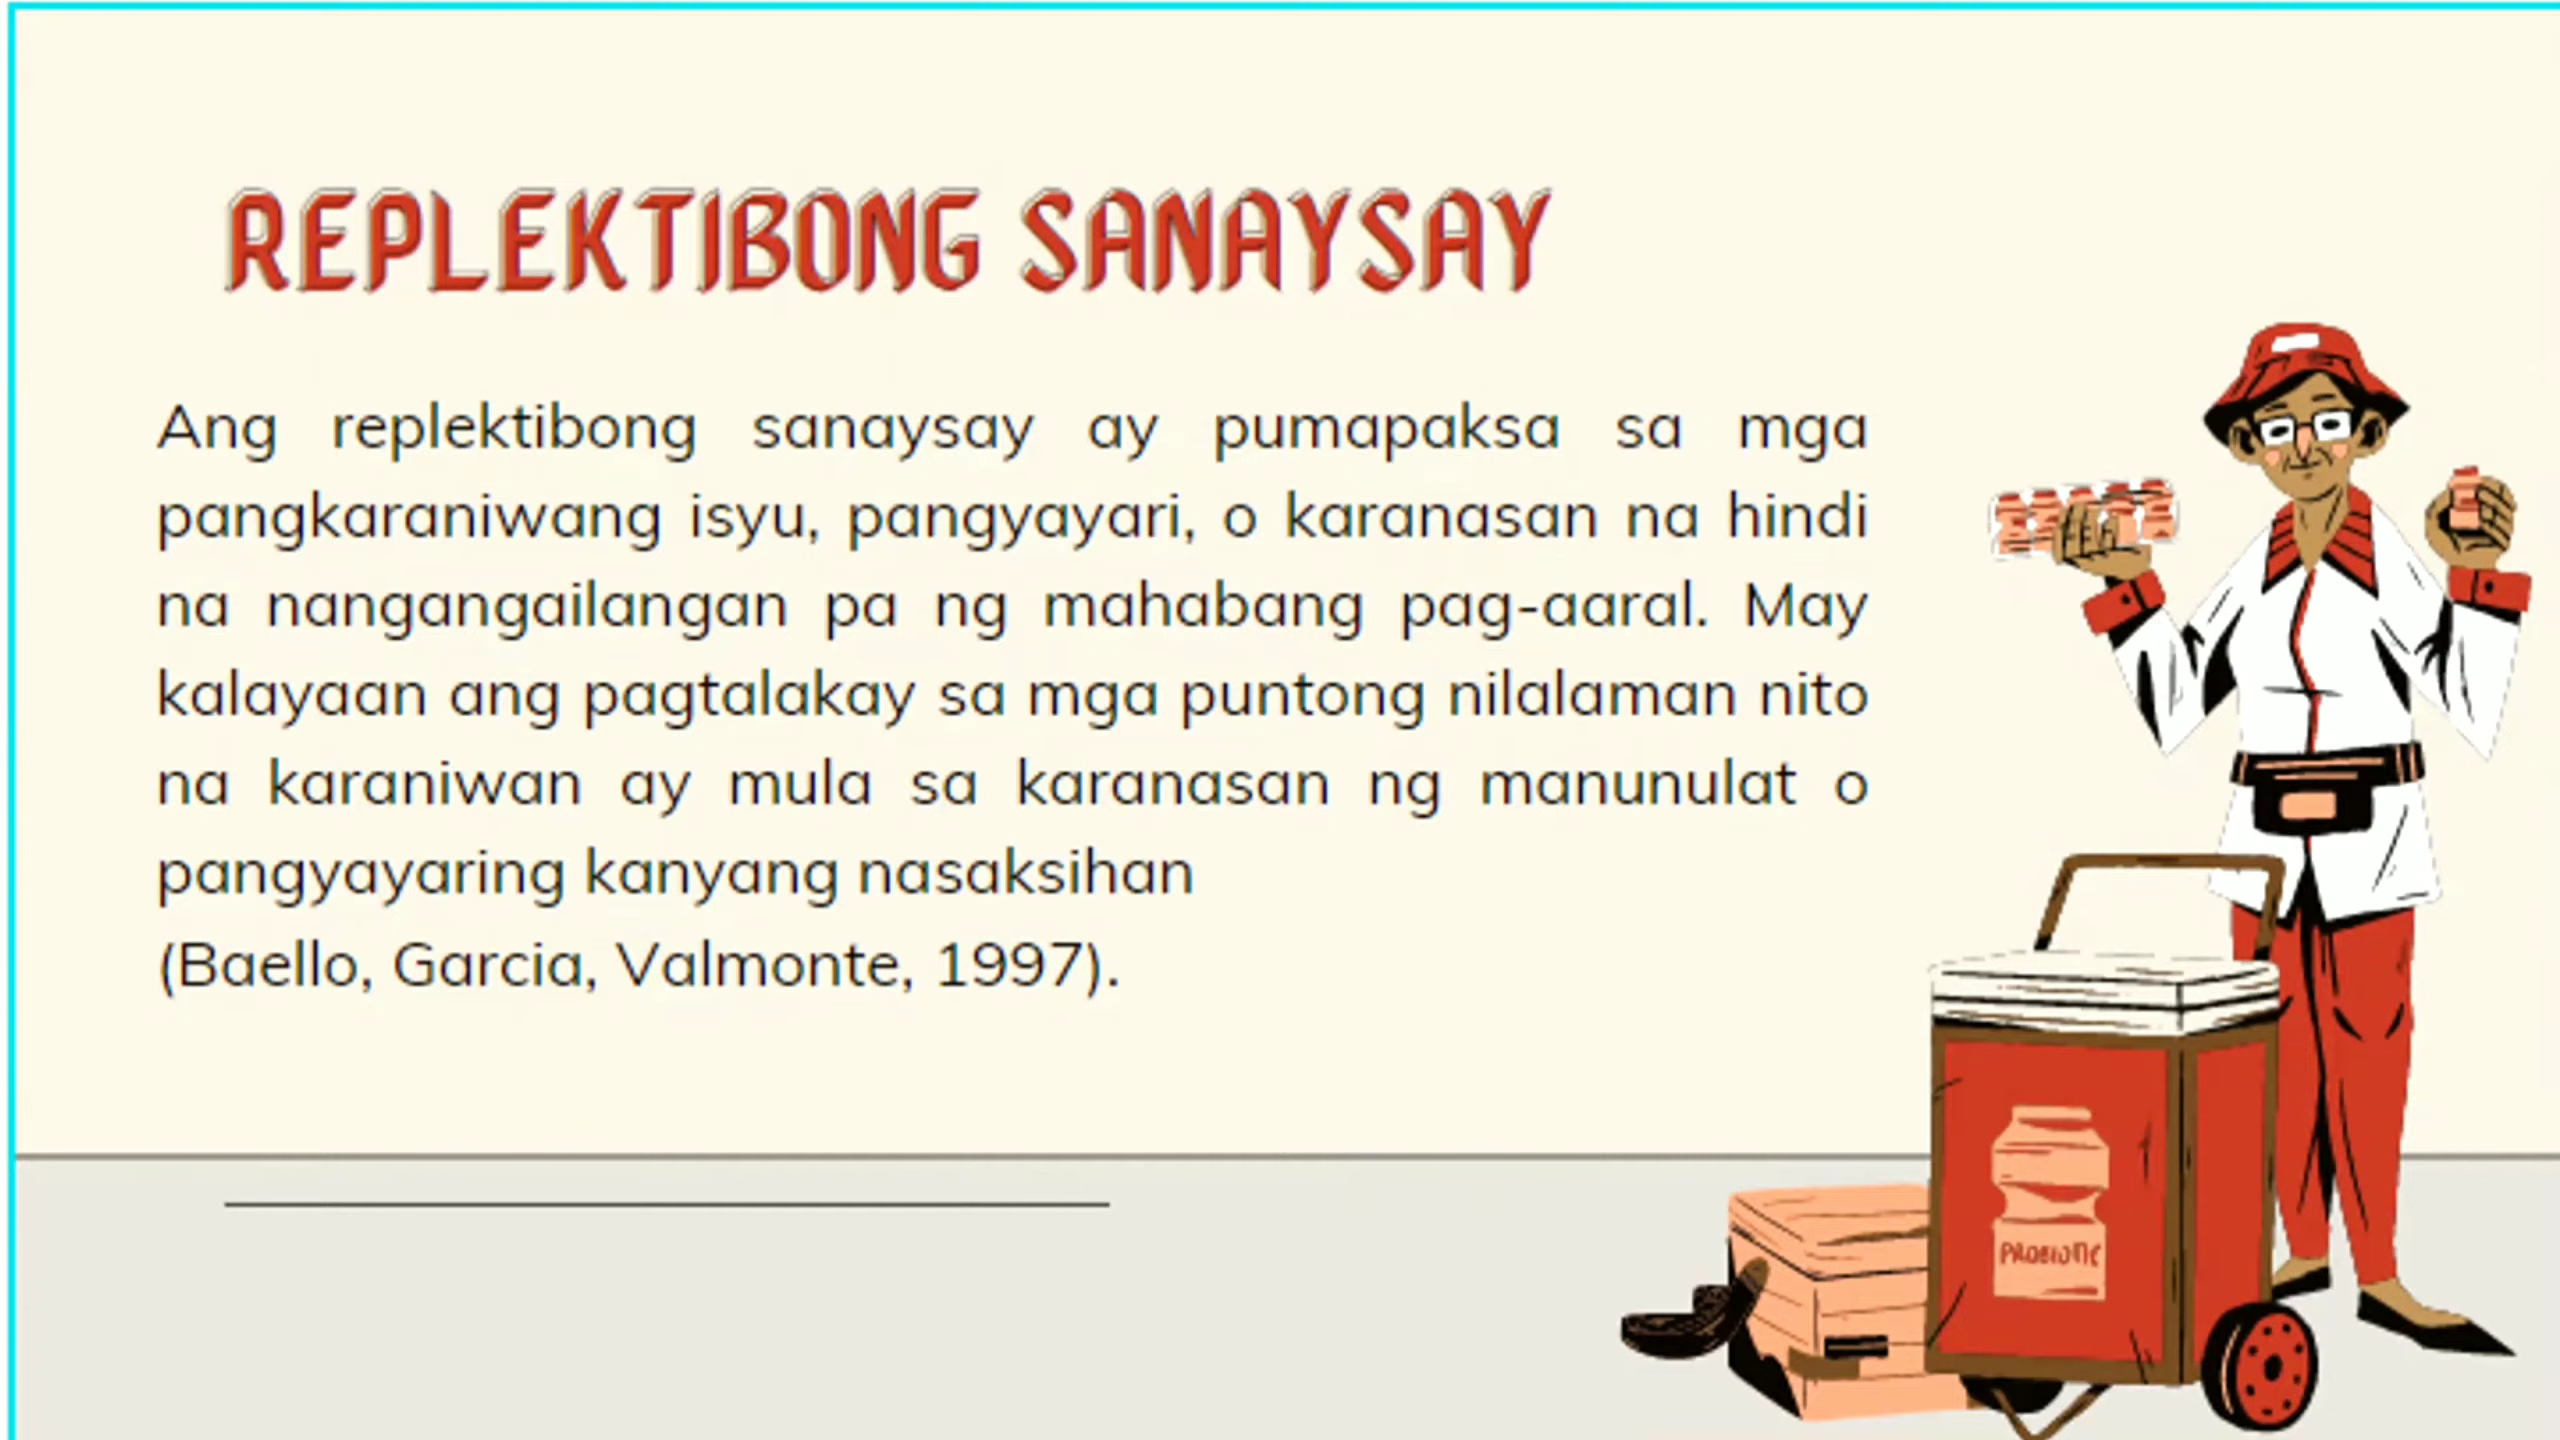 REPLEKTIBONG SANAYSAY
Ang replektibong sanaysay ay pumapaksa sa mga
pangkaraniwang isyu, pangyayari, o karanasan na hindi
na nangangailangan pa ng mahabang pag-aaral. May
kalayaan ang pagtalakay sa mga puntong nilalaman nito
na karaniwan ay mula sa karanasan ng manunulat o
pangyayaring kanyang nasaksihan
(Baello, Garcia, Valmonte, 1997).
PROBIOTIC